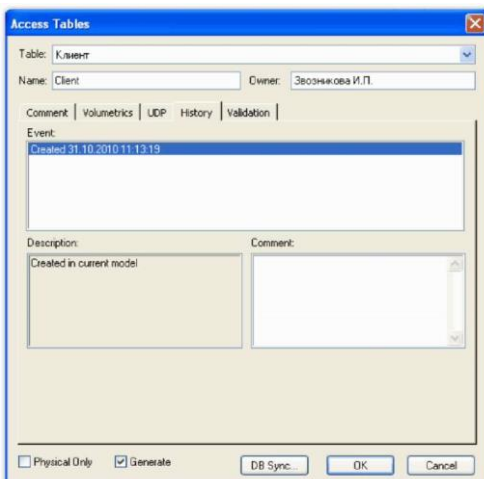 Access Tables
Table: Клиент
Name: Client Owner: Звозникова И.П.
Comment Volumetrics UDP History Validation
Event:
Created 31.10.2010 11:13:19
Description: Comment:
Created in current model
Physical Only Generate DB Sync... OK Cancel